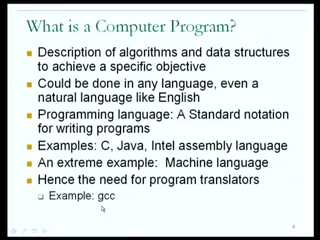 What is a Computer Program?
Description of algorithms and data structures
to achieve a specific objective
Could be done in any language, even a
natural language like English
Programming language: A Standard notation
for writing programs
Examples: C, Java, Intel assembly language
An extreme example: Machine language
Hence the need for program translators
Example: gcc
4